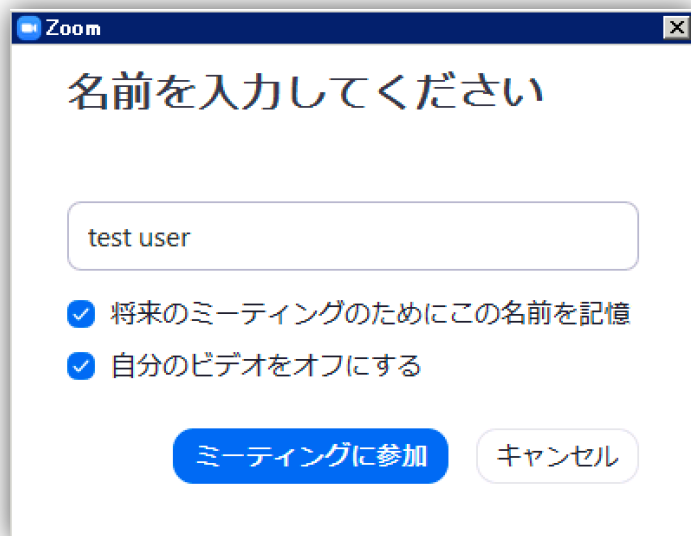 Zoom
名前を入力してください
test user
将来のミーティングのためにこの名前を記憶
自分のビデオをオフにする
ミーティングに参加
キャンセル